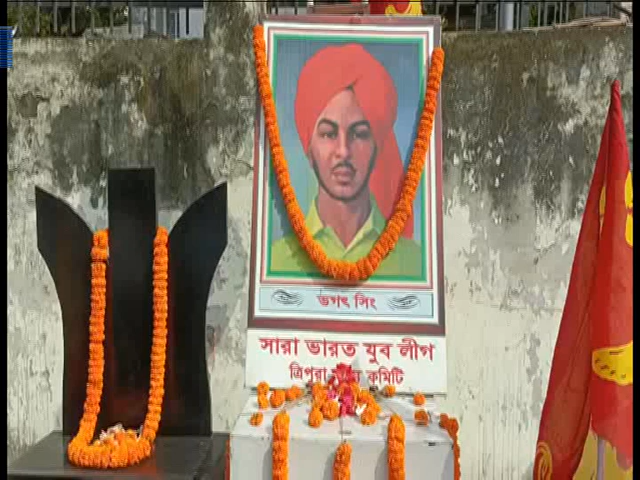 ভগৎ সিং
সারা ভারত যুব লীগ
ত্রিপুরা রাজ্য কমিটি